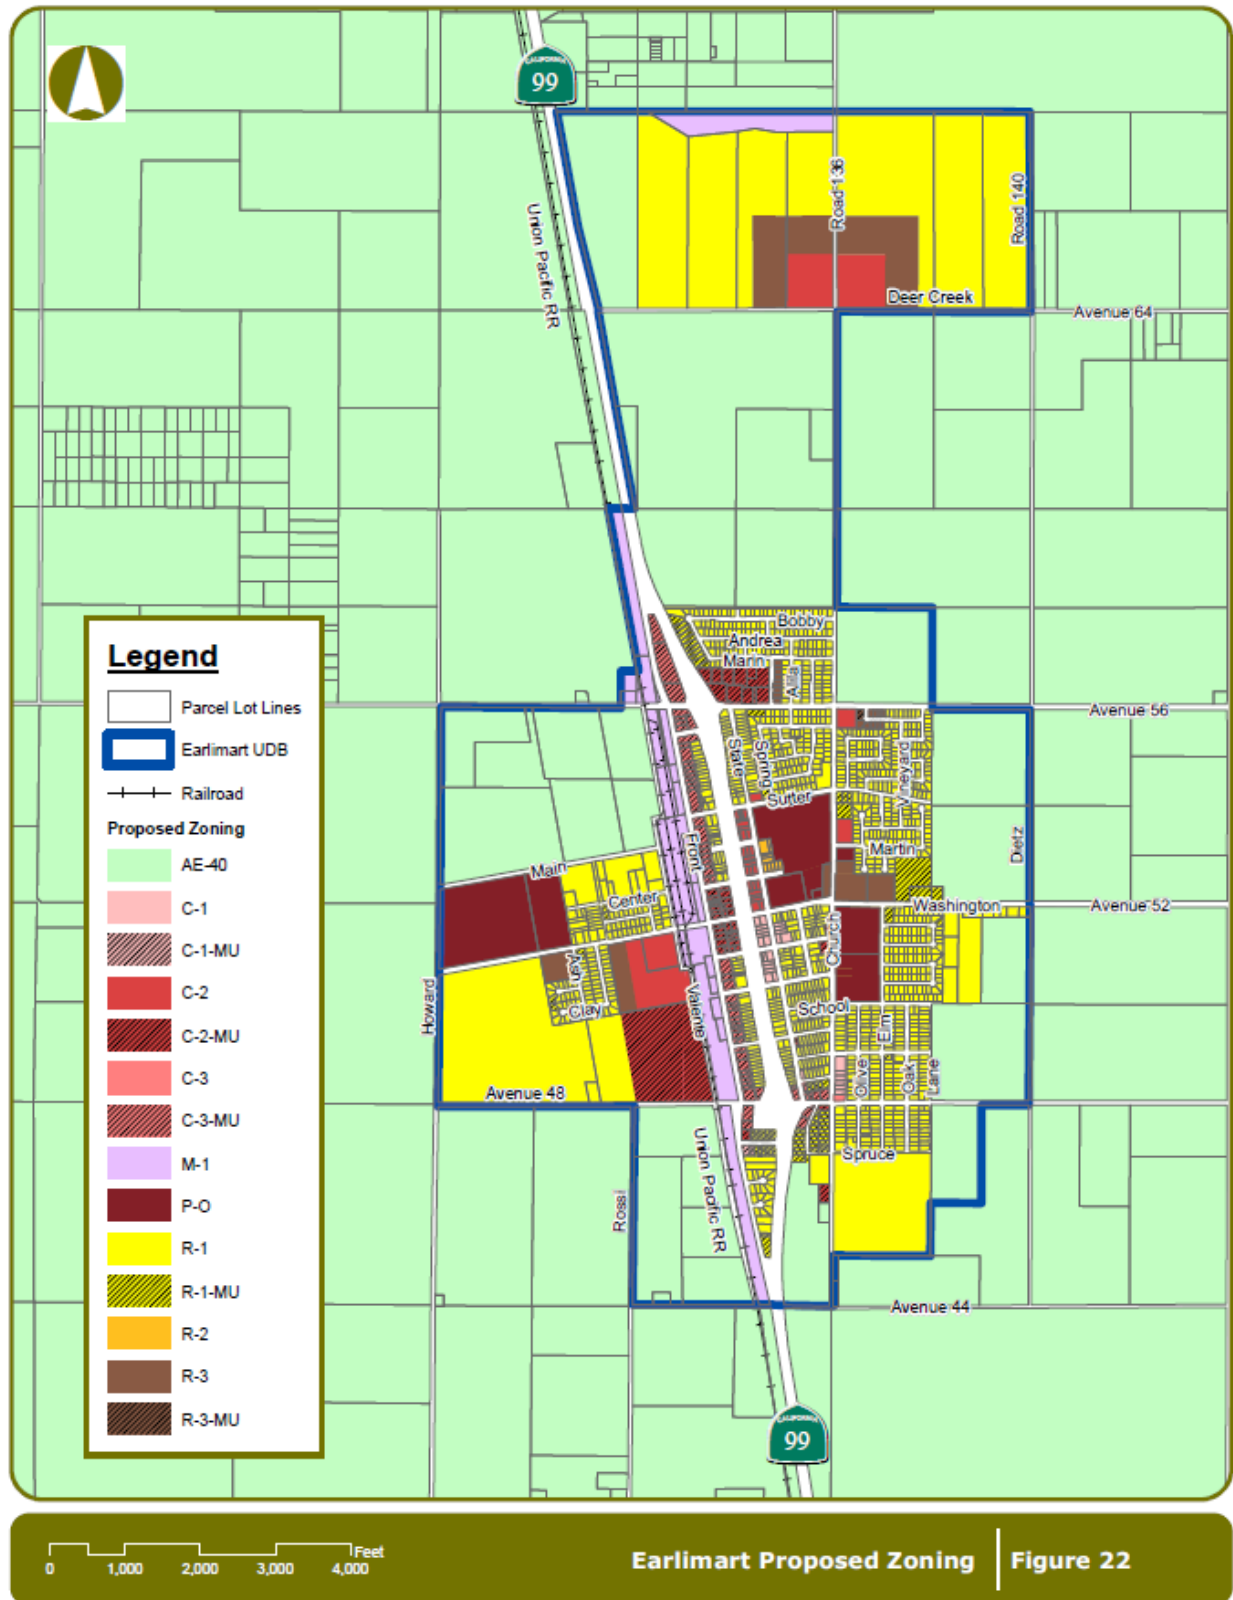 CALIFORNIA
99
Road 136
Road 140
Union Pacific RR
Deer Creek
Avenue 64
Legend
Parcel Lot Lines
Earlimart UDB
Railroad
Proposed Zoning
AE-40
C-1
C-1-MU
C-2
C-2-MU
C-3
C-3-MU
M-1
P-O
R-1
R-1-MU
R-2
R-3
R-3-MU
Bobby
Andrea
Marin
Avenue 56
State
Spring
Vineyard
Sutter
Front
Martin
Dietz
Main
Center
Washington
Avenue 52
Church
Howard
Clay
Valente
School
Elm
Olive
Oak
Lane
Avenue 48
Union Pacific RR
Spruce
Rossi
Avenue 44
CALIFORNIA
99
Feet
0
1,000
2,000
3,000
4,000
Earlimart Proposed Zoning
Figure 22